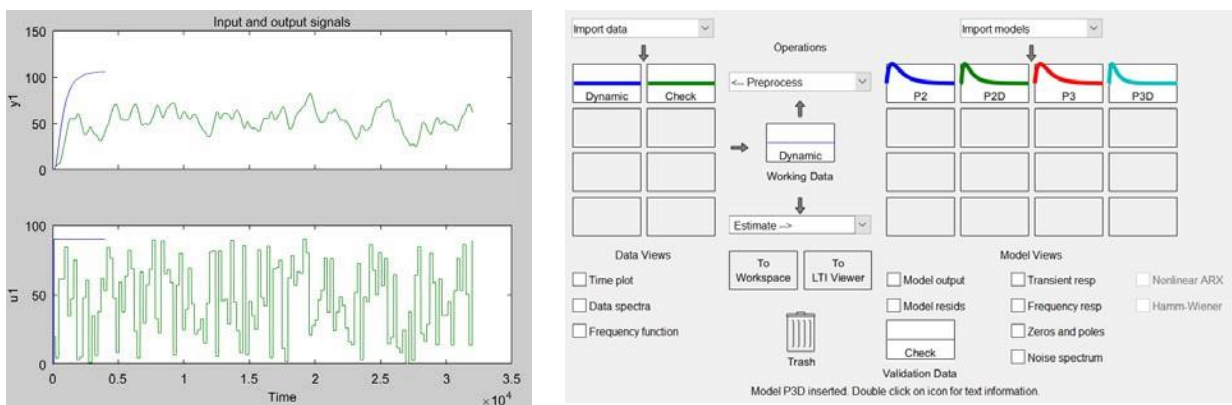 Input and output signals
150
100
50
0
y1
100
50
0
u1
0 0.5 1 1.5 2 2.5 3 3.5
Time
×10^4
Import data
Operations
Import models
<-- Preprocess
Dynamic Check
P2 P2D P3 P3D
Dynamic
Working Data
Estimate -->
Data Views
To Workspace
To LTI Viewer
Model Views
Time plot
Data spectra
Frequency function
Model output
Transient resp
Nonlinear ARX
Model resids
Frequency resp
Hamm-Wiener
Check
Zeros and poles
Noise spectrum
Trash
Validation Data
Model P3D inserted. Double click on icon for text information.